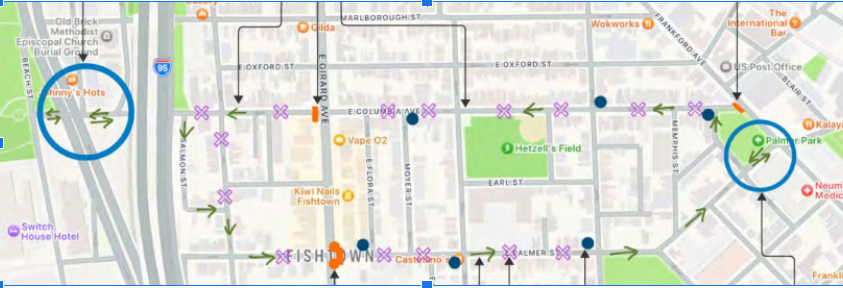 MARLBOROUGH ST
Gilda
Wokworks
The
International
Bar
Old Brick
Methodist
Episcopal Church
Burial Ground
FRANKFORD AVE
95
E OXFORD ST
E OXFORD ST
US Post Office
BEACH ST
E GIRARD AVE
BLAIR ST
Johnny's Hots
E COLUMBIA AVE
Kalaya
Vape O2
Hetzell's Field
Palmer Park
SALMON ST
E FLORA ST
MOYER ST
MEMPHIS ST
EARL ST
Kiwi Nails
Fishtown
Neum
Medic
Switch
House Hotel
FISHTOWN
E PALMER ST
Frankli